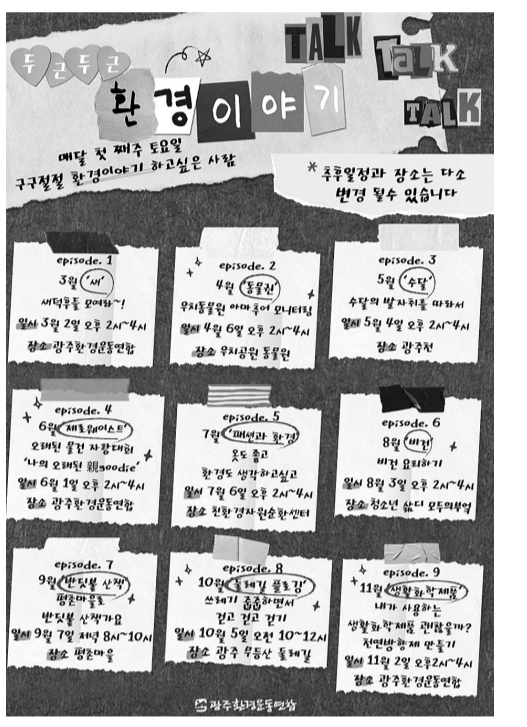 두근두근
TALK TALK TALK
환경이야기
매달 첫 째주 토요일
구구절절 환경이야기 하고싶은 사람
* 추후일정과 장소는 다소
변경 될수 있습니다
episode. 1
3월 '새'
새덕후들 모여라~!
일시 3월 2일 오후 2시~4시
장소 광주환경운동연합
episode. 2
4월 '동물권'
우치동물원 아마추어 모니터링
일시 4월 6일 오후 2시~4시
장소 우치공원 동물원
episode. 3
5월 '수달'
수달의 발자취를 따라서
일시 5월 4일 오후 2시~4시
장소 광주천
episode. 4
6월 '제로웨이스트'
오래된 물건 자랑대회
'나의 오래된 親goodie'
일시 6월 1일 오후 2시~4시
장소 광주환경운동연합
episode. 5
7월 '패션과 환경'
옷도 좋고
환경도 생각하고싶고
일시 7월 6일 오후 2시~4시
장소 친환경자원순환센터
episode. 6
8월 '비건'
비건 요리하기
일시 8월 3일 오후 2시~4시
장소 청소년 삶디 모두의부엌
episode. 7
9월 '반딧불 산책'
평촌마을로
반딧불 산책가요
일시 9월 7일 저녁 8시~10시
장소 평촌마을
episode. 8
10월 '둘레길 플로깅'
쓰레기 줍줍하면서
걷고 걷고 걷기
일시 10월 5일 오전 10~12시
장소 광주 무등산 둘레길
episode. 9
11월 '생활화학제품'
내가 사용하는
생활화학제품 괜찮을까?
천연방향제 만들기
일시 11월 2일 오후2시~4시
장소 광주환경운동연합
광주환경운동연합